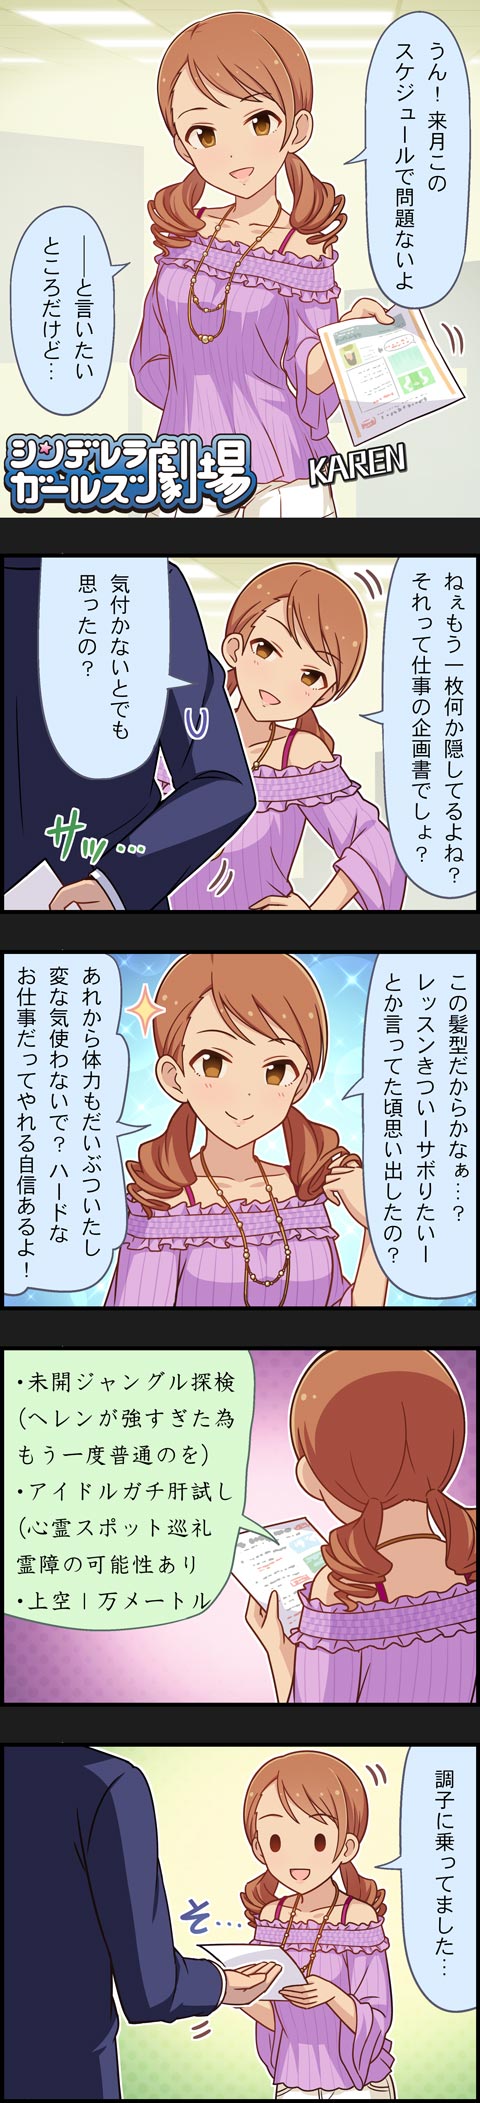 うん！来月この
スケジュールで問題ないよ
――と言いたい
ところだけど…
シンデレラ
ガールズ劇場
KAREN
ねぇもう一枚何か隠してるよね？
それって仕事の企画書でしょ？
気付かないとでも
思ったの？
サッ…
この髪型だからかなぁ…？
レッスンきついーサボりたいー
とか言ってた頃思い出したの？
あれから体力もだいぶついたし
変な気使わないで？ハードな
お仕事だってやれる自信あるよ！
・未開ジャングル探検
(ヘレンが強すぎた為
もう一度普通のを)
・アイドルガチ肝試し
(心霊スポット巡礼
霊障の可能性あり
・上空1万メートル
調子に乗ってました…
そ…